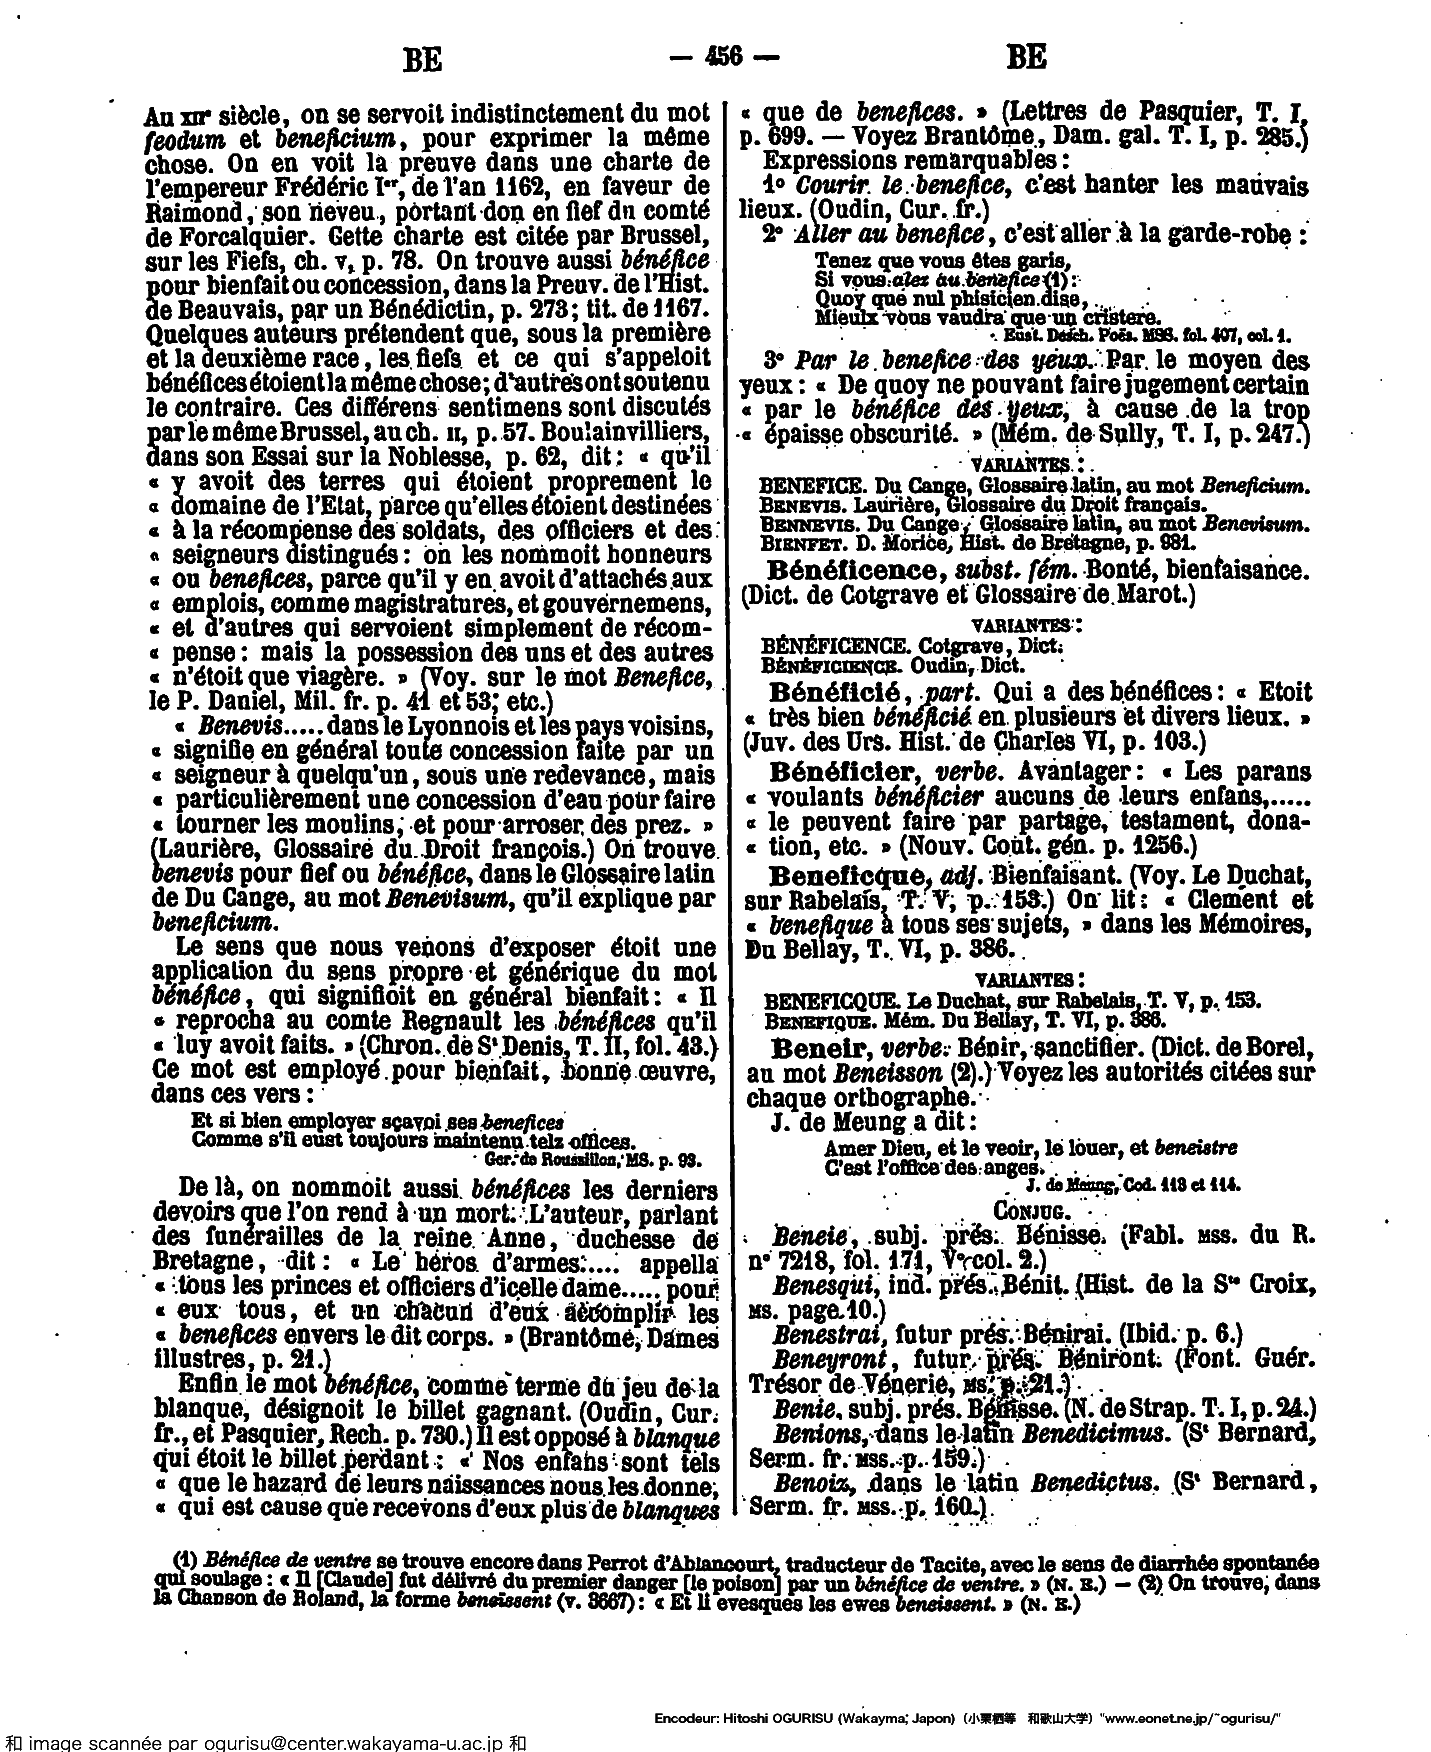 BE — 456 — BE
Au XIIe siècle, on se servoit indistinctement du mot
feodum et beneficium, pour exprimer la même
chose. On en voit la preuve dans une charte de
l'empereur Frédéric Ier, de l'an 1162, en faveur de
Raimond, son neveu, portant don en fief du comté
de Forcalquier. Cette charte est citée par Brussel,
sur les Fiefs, ch. V, p. 78. On trouve aussi bénéfice
pour bienfait ou concession, dans la Preuv. de l'Hist.
de Beauvais, par un Bénédictin, p. 273; tit. de 1167.
Quelques auteurs prétendent que, sous la première
et la deuxième race, les fiefs et ce qui s'appeloit
bénéfices étoient la même chose; d'autres ont soutenu
le contraire. Ces différens sentimens sont discutés
par le même Brussel, au ch. II, p. 57. Boulainvilliers,
dans son Essai sur la Noblesse, p. 62, dit: « qu'il
« y avoit des terres qui étoient proprement le
« domaine de l'Etat, parce qu'elles étoient destinées
« à la récompense des soldats, des officiers et des
« seigneurs distingués: on les nommoit honneurs
« ou benefices, parce qu'il y en avoit d'attachés aux
« emplois, comme magistratures, et gouvernemens,
« et d'autres qui servoient simplement de récom-
« pense: mais la possession des uns et des autres
« n'étoit que viagère. » (Voy. sur le mot Benefice,
le P. Daniel, Mil. fr. p. 41 et 53; etc.)
« Benevis..... dans le Lyonnois et les pays voisins,
« signifie en général toute concession faite par un
« seigneur à quelqu'un, sous une redevance, mais
« particulièrement une concession d'eau pour faire
« tourner les moulins, et pour arroser des prez. »
(Laurière, Glossaire du Droit françois.) On trouve
benevis pour fief ou bénéfice, dans le Glossaire latin
de Du Cange, au mot Benevisum, qu'il explique par
beneficium.
Le sens que nous venons d'exposer étoit une
application du sens propre et générique du mot
bénéfice, qui signifioit en général bienfait: « Il
« reprocha au comte Regnault les bénéfices qu'il
« luy avoit faits. » (Chron. de St Denis, T. II, fol. 43.)
Ce mot est employé pour bienfait, bonne œuvre,
dans ces vers:
Et si bien employer sçavoi ses benefices
Comme s'il eust toujours maintenu telz offices.
Ger. de Roussillon, MS. p. 93.
De là, on nommoit aussi bénéfices les derniers
devoirs que l'on rend à un mort. L'auteur, parlant
des funérailles de la reine Anne, duchesse de
Bretagne, dit: « Le héros d'armes..... appella
« tous les princes et officiers d'icelle dame..... pour
« eux tous, et un chacun d'eux accomplir les
« benefices envers le dit corps. » (Brantôme, Dames
illustres, p. 21.)
Enfin le mot bénéfice, comme terme du jeu de la
blanque, désignoit le billet gagnant. (Oudin, Cur.
fr., et Pasquier, Rech. p. 730.) Il est opposé à blanque
qui étoit le billet perdant: « Nos enfans sont tels
« que le hazard de leurs naissances nous les donne,
« qui est cause que recevons d'eux plus de blanques
« que de benefices. » (Lettres de Pasquier, T. I,
p. 699. — Voyez Brantôme, Dam. gal. T. I, p. 285.)
Expressions remarquables:
1° Courir le benefice, c'est hanter les mauvais
lieux. (Oudin, Cur. fr.)
2° Aller au benefice, c'est aller à la garde-robe:
Tenez que vous êtes garis,
Si vous alez au benefice (1):
Quoy que nul phisicien dise,
Mieulx vous vaudra que un cristere.
Eust. Desch. Poës. MSS. fol. 407, col. 1.
3° Par le benefice des yeux. Par le moyen des
yeux: « De quoy ne pouvant faire jugement certain
« par le bénéfice des yeux, à cause de la trop
« épaisse obscurité. » (Mém. de Sully, T. I, p. 247.)
VARIANTES:
BENEFICE. Du Cange, Glossaire latin, au mot Beneficium.
BENEVIS. Laurière, Glossaire du Droit français.
BENNEVIS. Du Cange, Glossaire latin, au mot Benevisum.
BIENFET. D. Morice, Hist. de Bretagne, p. 981.
Bénéficence, subst. fém. Bonté, bienfaisance.
(Dict. de Cotgrave et Glossaire de Marot.)
VARIANTES:
BÉNÉFICENCE. Cotgrave, Dict.
BÉNÉFICIENCE. Oudin, Dict.
Bénéficié, part. Qui a des bénéfices: « Etoit
« très bien bénéficié en plusieurs et divers lieux. »
(Juv. des Urs. Hist. de Charles VI, p. 103.)
Bénéficier, verbe. Avantager: « Les parans
« voulants bénéficier aucuns de leurs enfans,.....
« le peuvent faire par partage, testament, dona-
« tion, etc. » (Nouv. Cout. gén. p. 1256.)
Beneficque, adj. Bienfaisant. (Voy. Le Duchat,
sur Rabelais, T. V, p. 153.) On lit: « Clement et
« benefique à tous ses sujets, » dans les Mémoires,
Du Bellay, T. VI, p. 386.
VARIANTES:
BENEFICQUE. Le Duchat, sur Rabelais, T. V, p. 153.
BENEFIQUE. Mém. Du Bellay, T. VI, p. 386.
Beneir, verbe. Bénir, sanctifier. (Dict. de Borel,
au mot Beneisson (2).) Voyez les autorités citées sur
chaque orthographe.
J. de Meung a dit:
Amer Dieu, et le veoir, le louer, et beneistre
C'est l'office des anges.
J. de Meung, Cod. 113 et 114.
CONJUG.
Beneie, subj. prés. Bénisse. (Fabl. MSS. du R.
n° 7218, fol. 171, V° col. 2.)
Benesqui, ind. prés. Bénit. (Hist. de la Ste Croix,
MS. page 10.)
Benestrai, futur prés. Bénirai. (Ibid. p. 6.)
Beneyront, futur prés. Béniront. (Font. Guér.
Trésor de Vénerie, MS. p. 21.)
Benie, subj. prés. Bénisse. (N. de Strap. T. I, p. 24.)
Benions, dans le latin Benedicimus. (St Bernard,
Serm. fr. MSS. p. 159.)
Benoiz, dans le latin Benedictus. (St Bernard,
Serm. fr. MSS. p. 160.)
(1) Bénéfice de ventre se trouve encore dans Perrot d'Ablancourt, traducteur de Tacite, avec le sens de diarrhée spontanée
qui soulage: « Il [Claude] fut délivré du premier danger [le poison] par un bénéfice de ventre. » (N. E.) — (2) On trouve, dans
la Chanson de Roland, la forme beneissent (v. 3667): « Et li evesques les ewes beneissent. » (N. E.)
Encodeur: Hitoshi OGURISU (Wakayma, Japon) (小栗栖等 和歌山大学) "www.eonet.ne.jp/~ogurisu/"
和 image scannée par ogurisu@center.wakayama-u.ac.jp 和